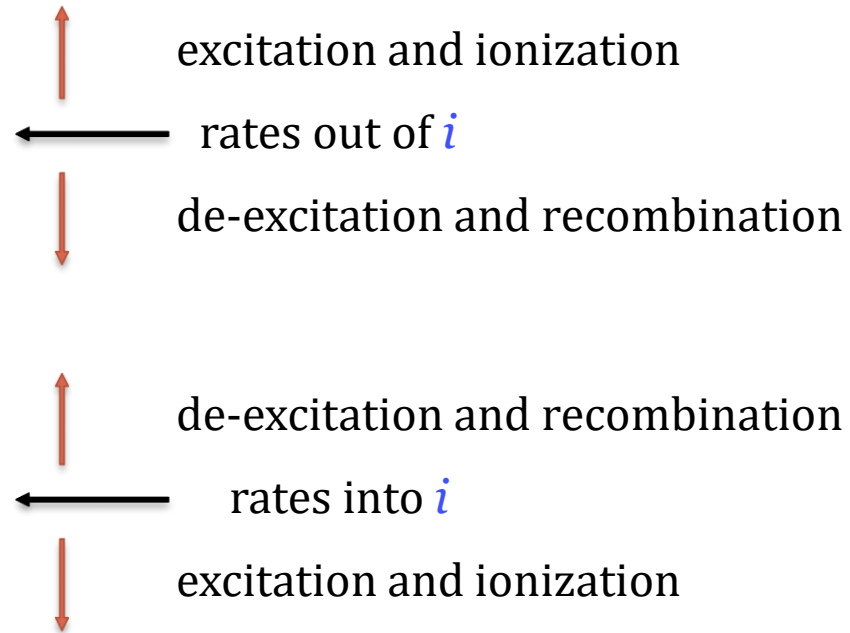 excitation and ionization
rates out of i
de-excitation and recombination
de-excitation and recombination
rates into i
excitation and ionization